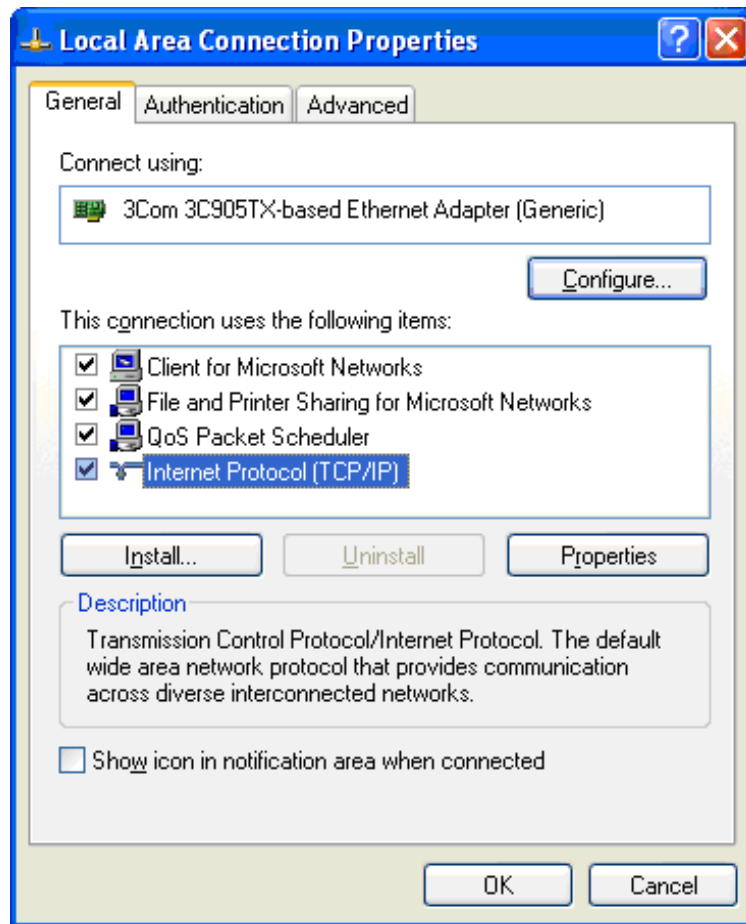 Local Area Connection Properties
?
General Authentication Advanced
Connect using:
3Com 3C905TX-based Ethernet Adapter (Generic)
Configure...
This connection uses the following items:
Client for Microsoft Networks
File and Printer Sharing for Microsoft Networks
QoS Packet Scheduler
Internet Protocol (TCP/IP)
Install... Uninstall Properties
Description
Transmission Control Protocol/Internet Protocol. The default
wide area network protocol that provides communication
across diverse interconnected networks.
Show icon in notification area when connected
OK Cancel